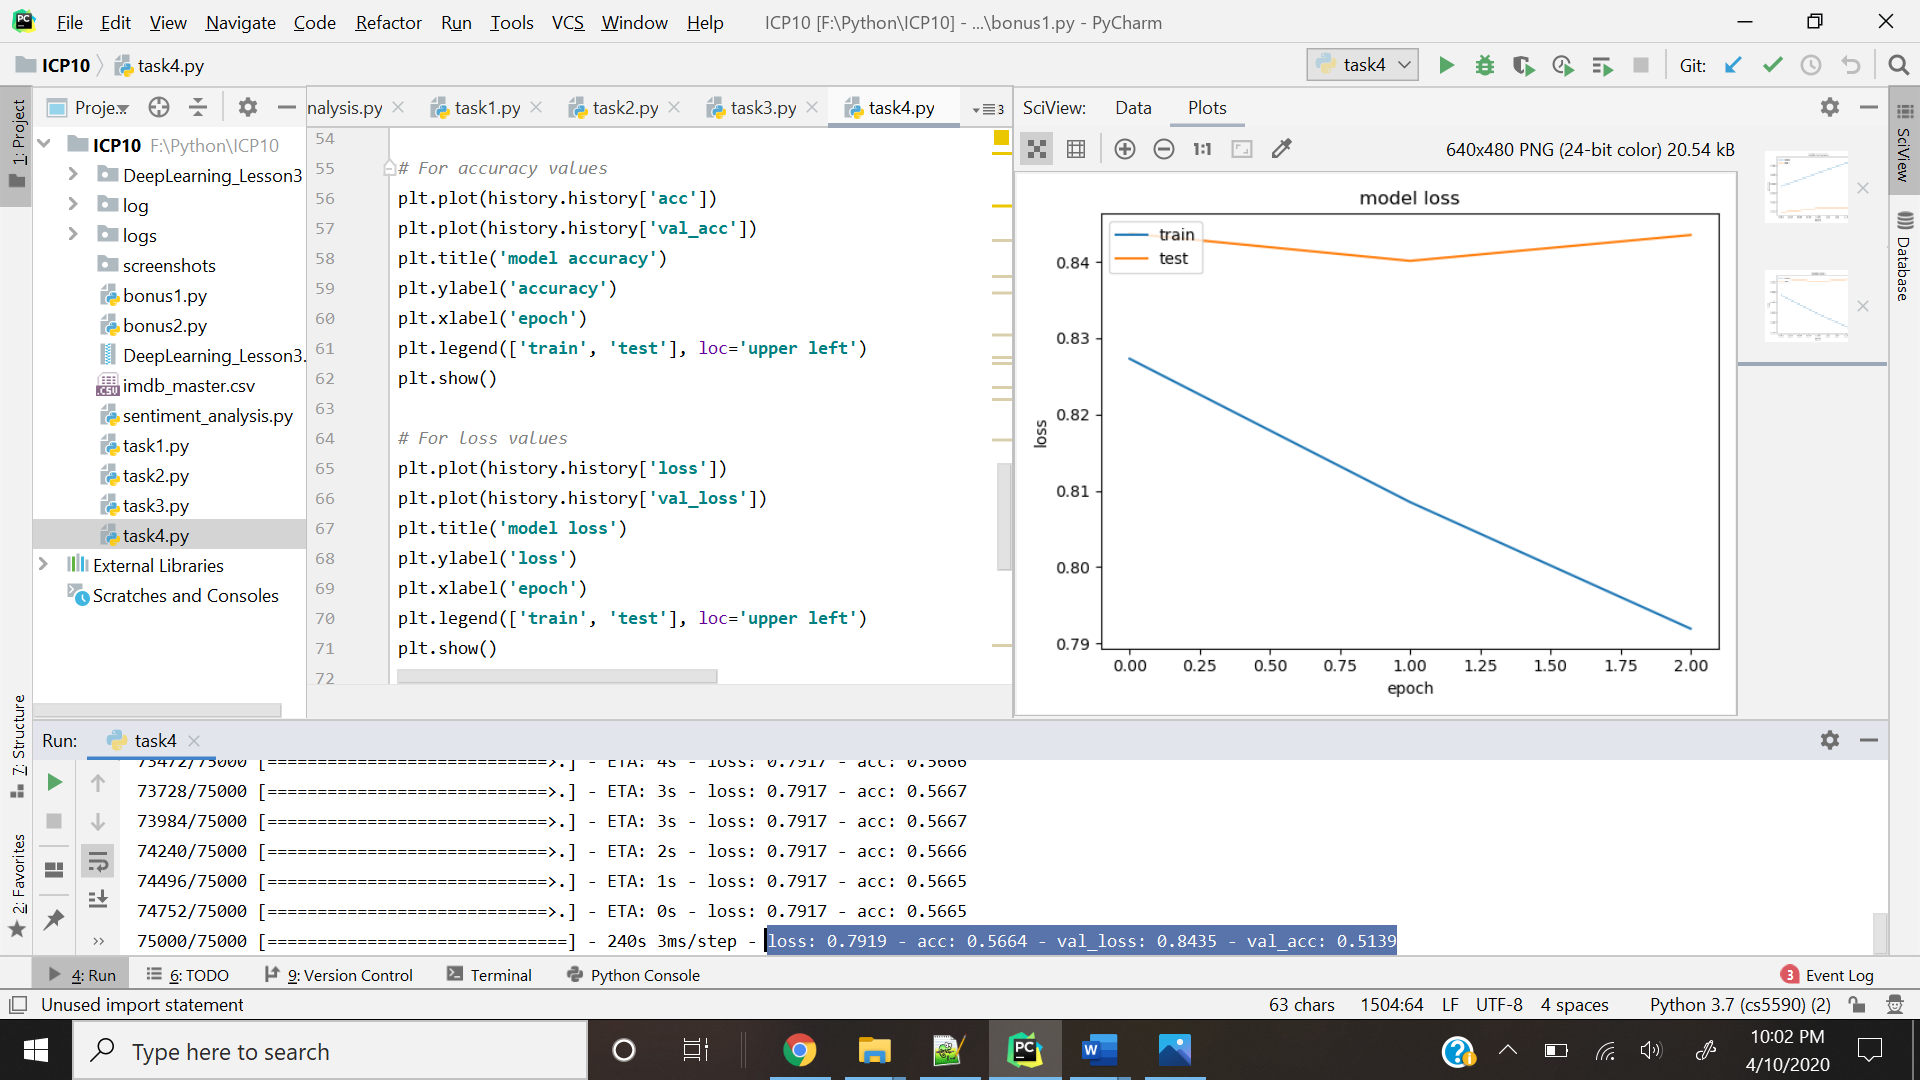 File Edit View Navigate Code Refactor Run Tools VCS Window Help ICP10 [F:\Python\ICP10] - ...\bonus1.py - PyCharm
ICP10 task4.py task4 Git:
Proje... nalysis.py task1.py task2.py task3.py task4.py 3 SciView: Data Plots
1: Project
ICP10 F:\Python\ICP10
DeepLearning_Lesson3
log
logs
screenshots
bonus1.py
bonus2.py
DeepLearning_Lesson3.
imdb_master.csv
sentiment_analysis.py
task1.py
task2.py
task3.py
task4.py
External Libraries
Scratches and Consoles
54
55 # For accuracy values
56 plt.plot(history.history['acc'])
57 plt.plot(history.history['val_acc'])
58 plt.title('model accuracy')
59 plt.ylabel('accuracy')
60 plt.xlabel('epoch')
61 plt.legend(['train', 'test'], loc='upper left')
62 plt.show()
63
64 # For loss values
65 plt.plot(history.history['loss'])
66 plt.plot(history.history['val_loss'])
67 plt.title('model loss')
68 plt.ylabel('loss')
69 plt.xlabel('epoch')
70 plt.legend(['train', 'test'], loc='upper left')
71 plt.show()
72
1:1 640x480 PNG (24-bit color) 20.54 kB
model loss
train
test
0.84
0.83
0.82
0.81
0.80
0.79
loss
0.00 0.25 0.50 0.75 1.00 1.25 1.50 1.75 2.00
epoch
SciView
Database
7: Structure
2: Favorites
Run: task4
73472/75000 [============================>.] - ETA: 4s - loss: 0.7917 - acc: 0.5666
73728/75000 [============================>.] - ETA: 3s - loss: 0.7917 - acc: 0.5667
73984/75000 [============================>.] - ETA: 3s - loss: 0.7917 - acc: 0.5667
74240/75000 [============================>.] - ETA: 2s - loss: 0.7917 - acc: 0.5666
74496/75000 [============================>.] - ETA: 1s - loss: 0.7917 - acc: 0.5665
74752/75000 [============================>.] - ETA: 0s - loss: 0.7917 - acc: 0.5665
75000/75000 [==============================] - 240s 3ms/step - loss: 0.7919 - acc: 0.5664 - val_loss: 0.8435 - val_acc: 0.5139
4: Run 6: TODO 9: Version Control Terminal Python Console 3 Event Log
Unused import statement 63 chars 1504:64 LF UTF-8 4 spaces Python 3.7 (cs5590) (2)
Type here to search
10:02 PM
4/10/2020